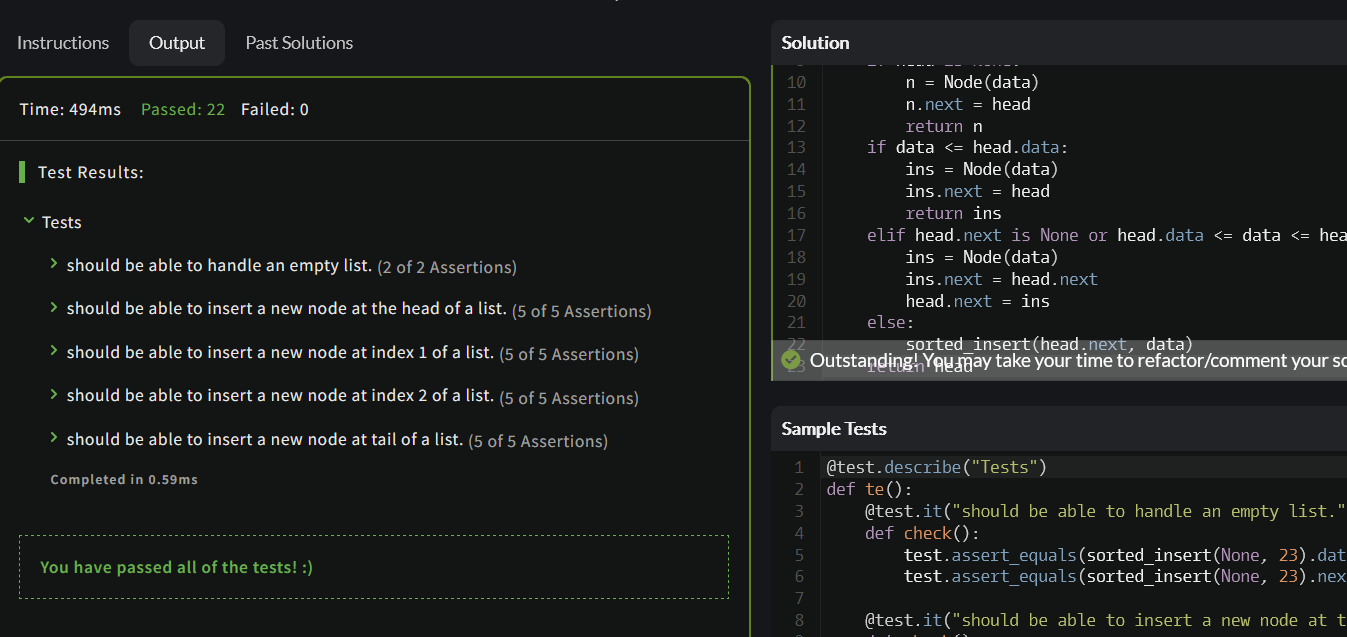 Instructions Output Past Solutions
Time: 494ms Passed: 22 Failed: 0
Test Results:
Tests
should be able to handle an empty list. (2 of 2 Assertions)
should be able to insert a new node at the head of a list. (5 of 5 Assertions)
should be able to insert a new node at index 1 of a list. (5 of 5 Assertions)
should be able to insert a new node at index 2 of a list. (5 of 5 Assertions)
should be able to insert a new node at tail of a list. (5 of 5 Assertions)
Completed in 0.59ms
You have passed all of the tests! :)
Solution
10 n = Node(data)
11 n.next = head
12 return n
13 if data <= head.data:
14 ins = Node(data)
15 ins.next = head
16 return ins
17 elif head.next is None or head.data <= data <= hea
18 ins = Node(data)
19 ins.next = head.next
20 head.next = ins
21 else:
22 sorted_insert(head.next, data)
23 return head
Outstanding! You may take your time to refactor/comment your so
Sample Tests
1 @test.describe("Tests")
2 def te():
3 @test.it("should be able to handle an empty list."
4 def check():
5 test.assert_equals(sorted_insert(None, 23).dat
6 test.assert_equals(sorted_insert(None, 23).nex
7
8 @test.it("should be able to insert a new node at t